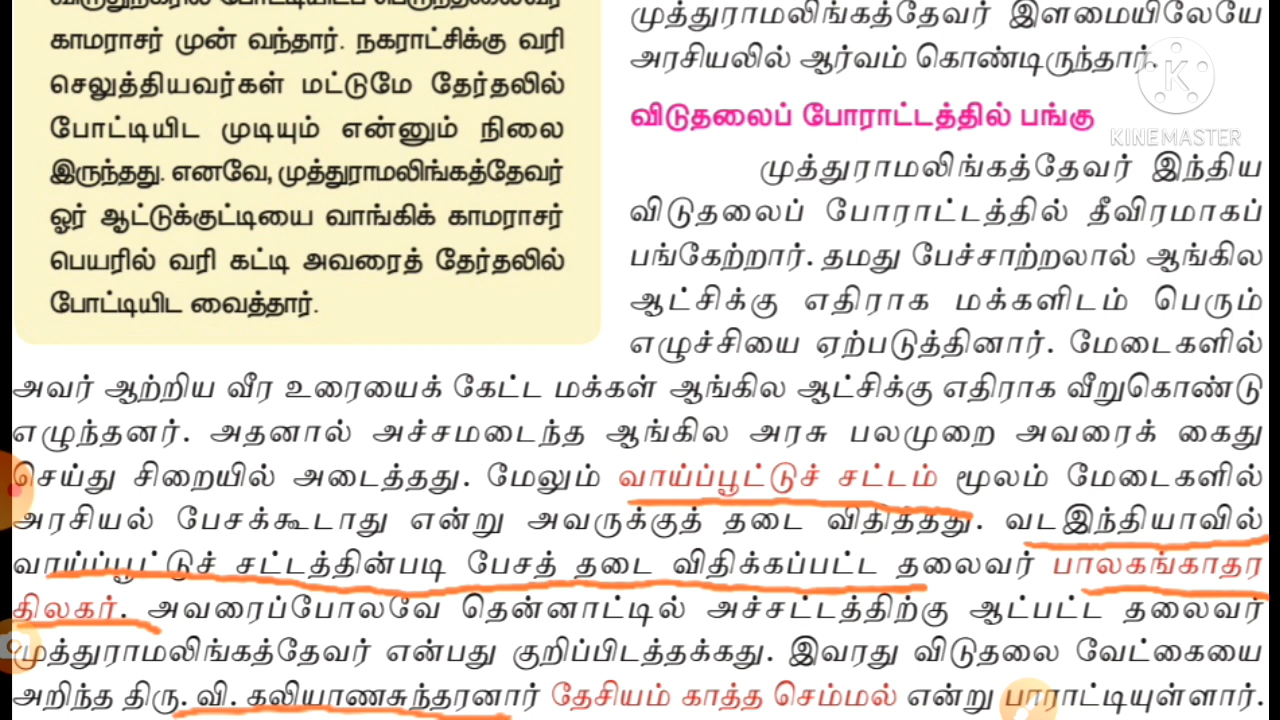 விருதுநகரில் போட்டியிடப் பெருந்தலைவர்
காமராசர் முன் வந்தார். நகராட்சிக்கு வரி
செலுத்தியவர்கள் மட்டுமே தேர்தலில்
போட்டியிட முடியும் என்னும் நிலை
இருந்தது. எனவே, முத்துராமலிங்கத்தேவர்
ஓர் ஆட்டுக்குட்டியை வாங்கிக் காமராசர்
பெயரில் வரி கட்டி அவரைத் தேர்தலில்
போட்டியிட வைத்தார்.
முத்துராமலிங்கத்தேவர் இளமையிலேயே
அரசியலில் ஆர்வம் கொண்டிருந்தார்.
KINEMASTER
விடுதலைப் போராட்டத்தில் பங்கு
முத்துராமலிங்கத்தேவர் இந்திய
விடுதலைப் போராட்டத்தில் தீவிரமாகப்
பங்கேற்றார். தமது பேச்சாற்றலால் ஆங்கில
ஆட்சிக்கு எதிராக மக்களிடம் பெரும்
எழுச்சியை ஏற்படுத்தினார். மேடைகளில்
அவர் ஆற்றிய வீர உரையைக் கேட்ட மக்கள் ஆங்கில ஆட்சிக்கு எதிராக வீறுகொண்டு
எழுந்தனர். அதனால் அச்சமடைந்த ஆங்கில அரசு பலமுறை அவரைக் கைது
செய்து சிறையில் அடைத்தது. மேலும் வாய்ப்பூட்டுச் சட்டம் மூலம் மேடைகளில்
அரசியல் பேசக்கூடாது என்று அவருக்குத் தடை விதித்தது. வடஇந்தியாவில்
வாய்ப்பூட்டுச் சட்டத்தின்படி பேசத் தடை விதிக்கப்பட்ட தலைவர் பாலகங்காதர
திலகர். அவரைப்போலவே தென்னாட்டில் அச்சட்டத்திற்கு ஆட்பட்ட தலைவர்
முத்துராமலிங்கத்தேவர் என்பது குறிப்பிடத்தக்கது. இவரது விடுதலை வேட்கையை
அறிந்த திரு. வி. கலியாணசுந்தரனார் தேசியம் காத்த செம்மல் என்று பாராட்டியுள்ளார்.